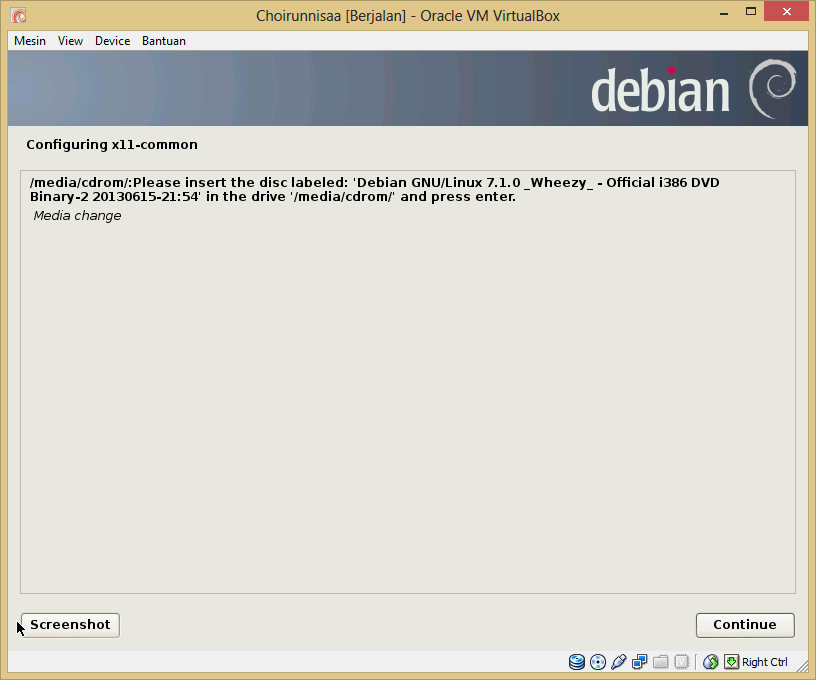 Choirunnisaa [Berjalan] - Oracle VM VirtualBox
Mesin View Device Bantuan
debian
Configuring x11-common
/media/cdrom/:Please insert the disc labeled: 'Debian GNU/Linux 7.1.0 _Wheezy_ - Official i386 DVD
Binary-2 20130615-21:54' in the drive '/media/cdrom/' and press enter.
Media change
Screenshot Continue
Right Ctrl